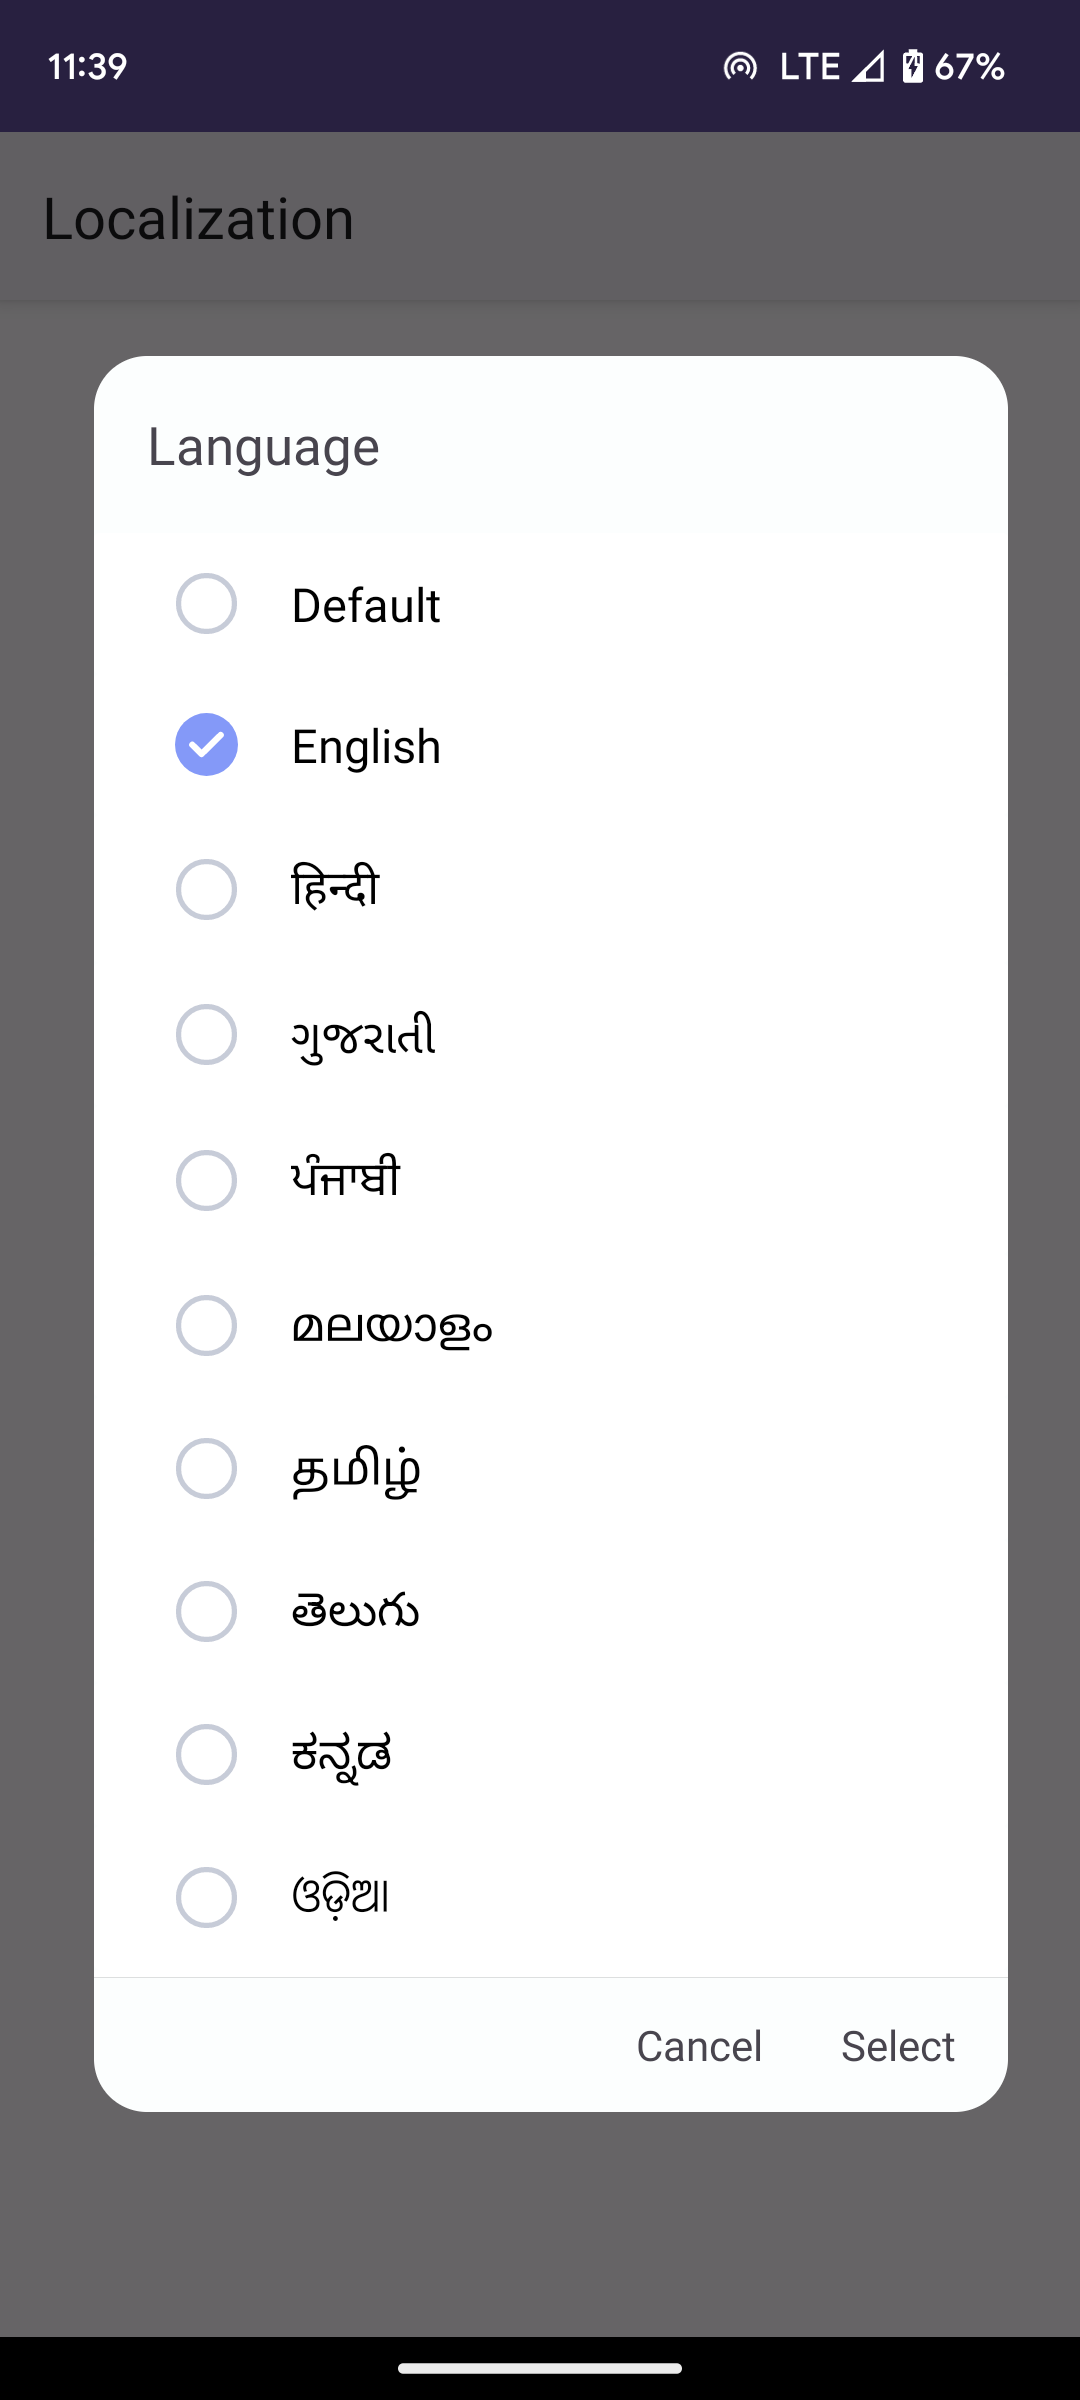 11:39 LTE 67%
Localization
Language
Default
English
हिन्दी
ગુજરાતી
ਪੰਜਾਬੀ
മലയാളം
தமிழ்
తెలుగు
ಕನ್ನಡ
ଓଡ଼ିଆ
Cancel Select